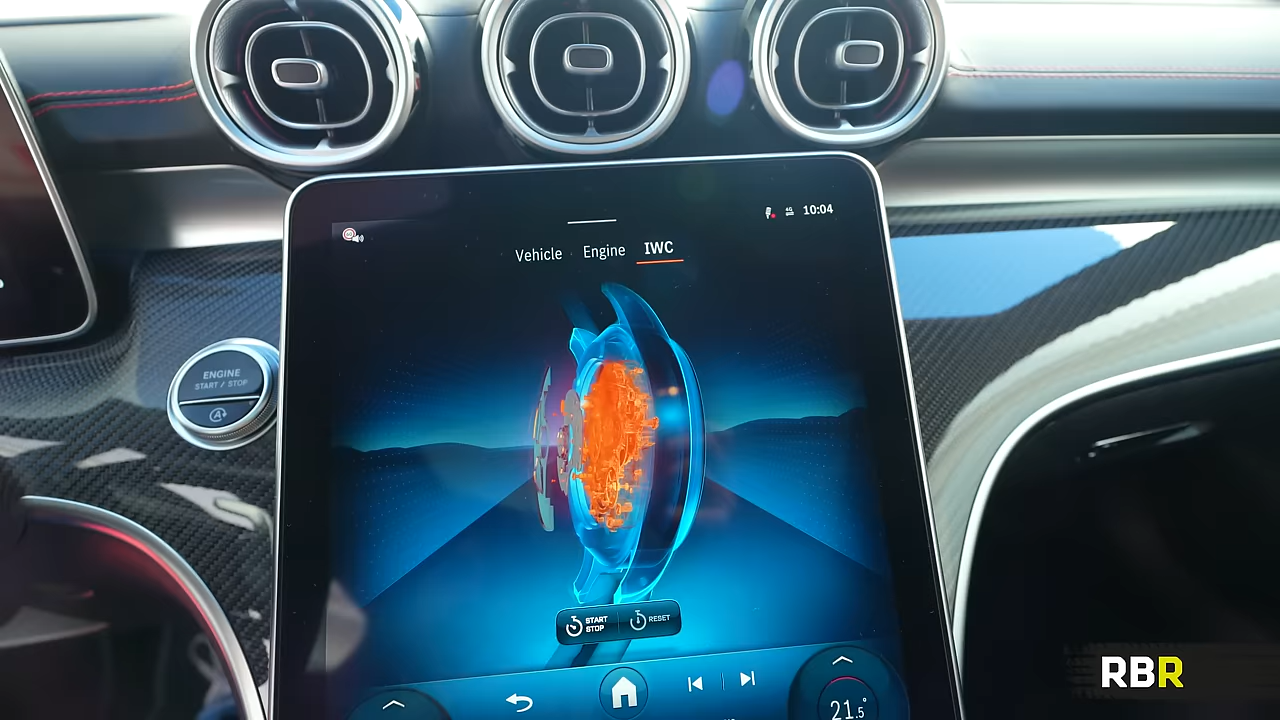 10:04
Vehicle
Engine
IWC
ENGINE
START / STOP
A
START
STOP
RESET
21.5°
RBR